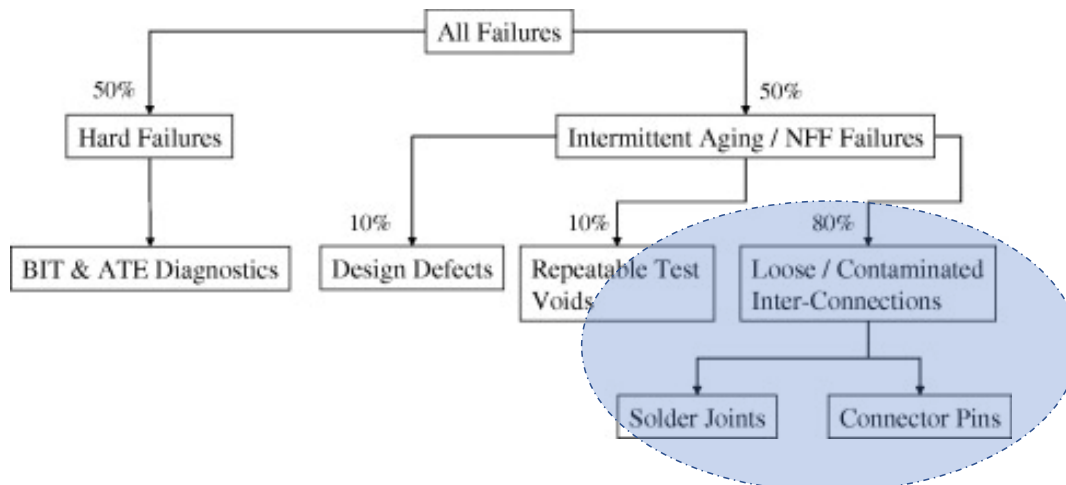 All Failures
50%
50%
Hard Failures
Intermittent Aging / NFF Failures
10%
10%
80%
BIT & ATE Diagnostics
Design Defects
Repeatable Test
Voids
Loose / Contaminated
Inter-Connections
Solder Joints
Connector Pins